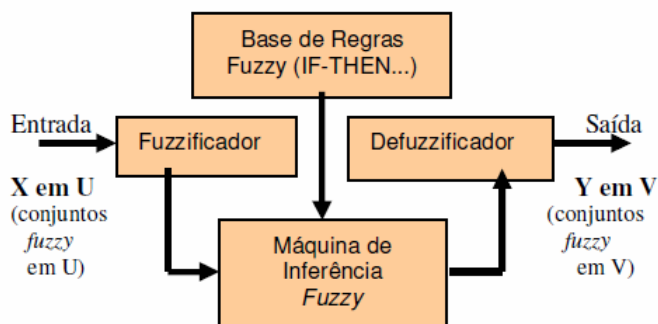 Base de Regras
Fuzzy (IF-THEN...)
Entrada
Fuzzificador
Defuzzificador
Saída
X em U
(conjuntos
fuzzy
em U)
Máquina de
Inferência
Fuzzy
Y em V
(conjuntos
fuzzy
em V)